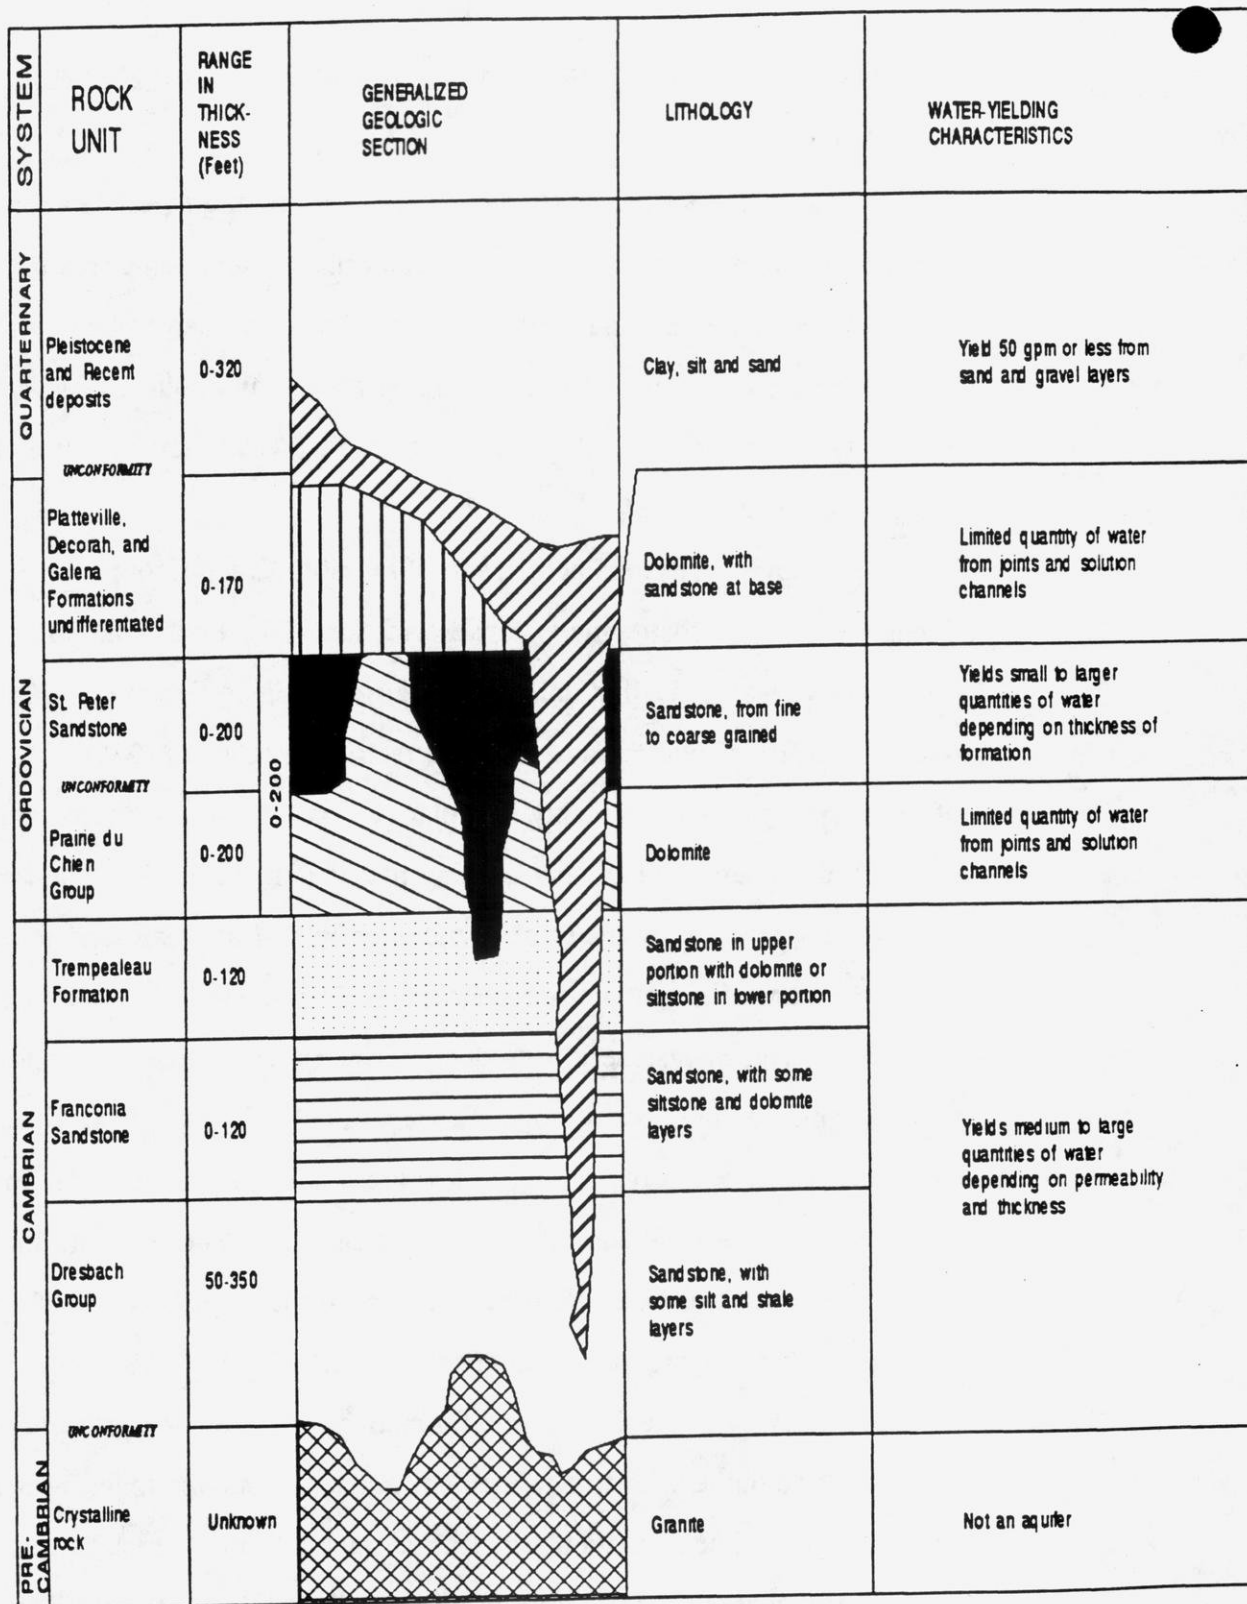 SYSTEM
ROCK
UNIT
RANGE
IN
THICK-
NESS
(Feet)
GENERALIZED
GEOLOGIC
SECTION
LITHOLOGY
WATER-YIELDING
CHARACTERISTICS
QUARTERNARY
Pleistocene
and Recent
deposits
0-320
Clay, silt and sand
Yield 50 gpm or less from
sand and gravel layers
UNCONFORMITY
ORDOVICIAN
Platteville,
Decorah, and
Galena
Formations
undifferentiated
0-170
Dolomite, with
sandstone at base
Limited quantity of water
from joints and solution
channels
St. Peter
Sandstone
0-200
0-200
Sandstone, from fine
to coarse grained
Yields small to larger
quantities of water
depending on thickness of
formation
UNCONFORMITY
Prairie du
Chien
Group
0-200
Dolomite
Limited quantity of water
from joints and solution
channels
CAMBRIAN
Trempealeau
Formation
0-120
Sandstone in upper
portion with dolomite or
siltstone in lower portion
Franconia
Sandstone
0-120
Sandstone, with some
siltstone and dolomite
layers
Yields medium to large
quantities of water
depending on permeability
and thickness
Dresbach
Group
50-350
Sandstone, with
some silt and shale
layers
UNCONFORMITY
PRE-
CAMBRIAN
Crystalline
rock
Unknown
Granite
Not an aquifer